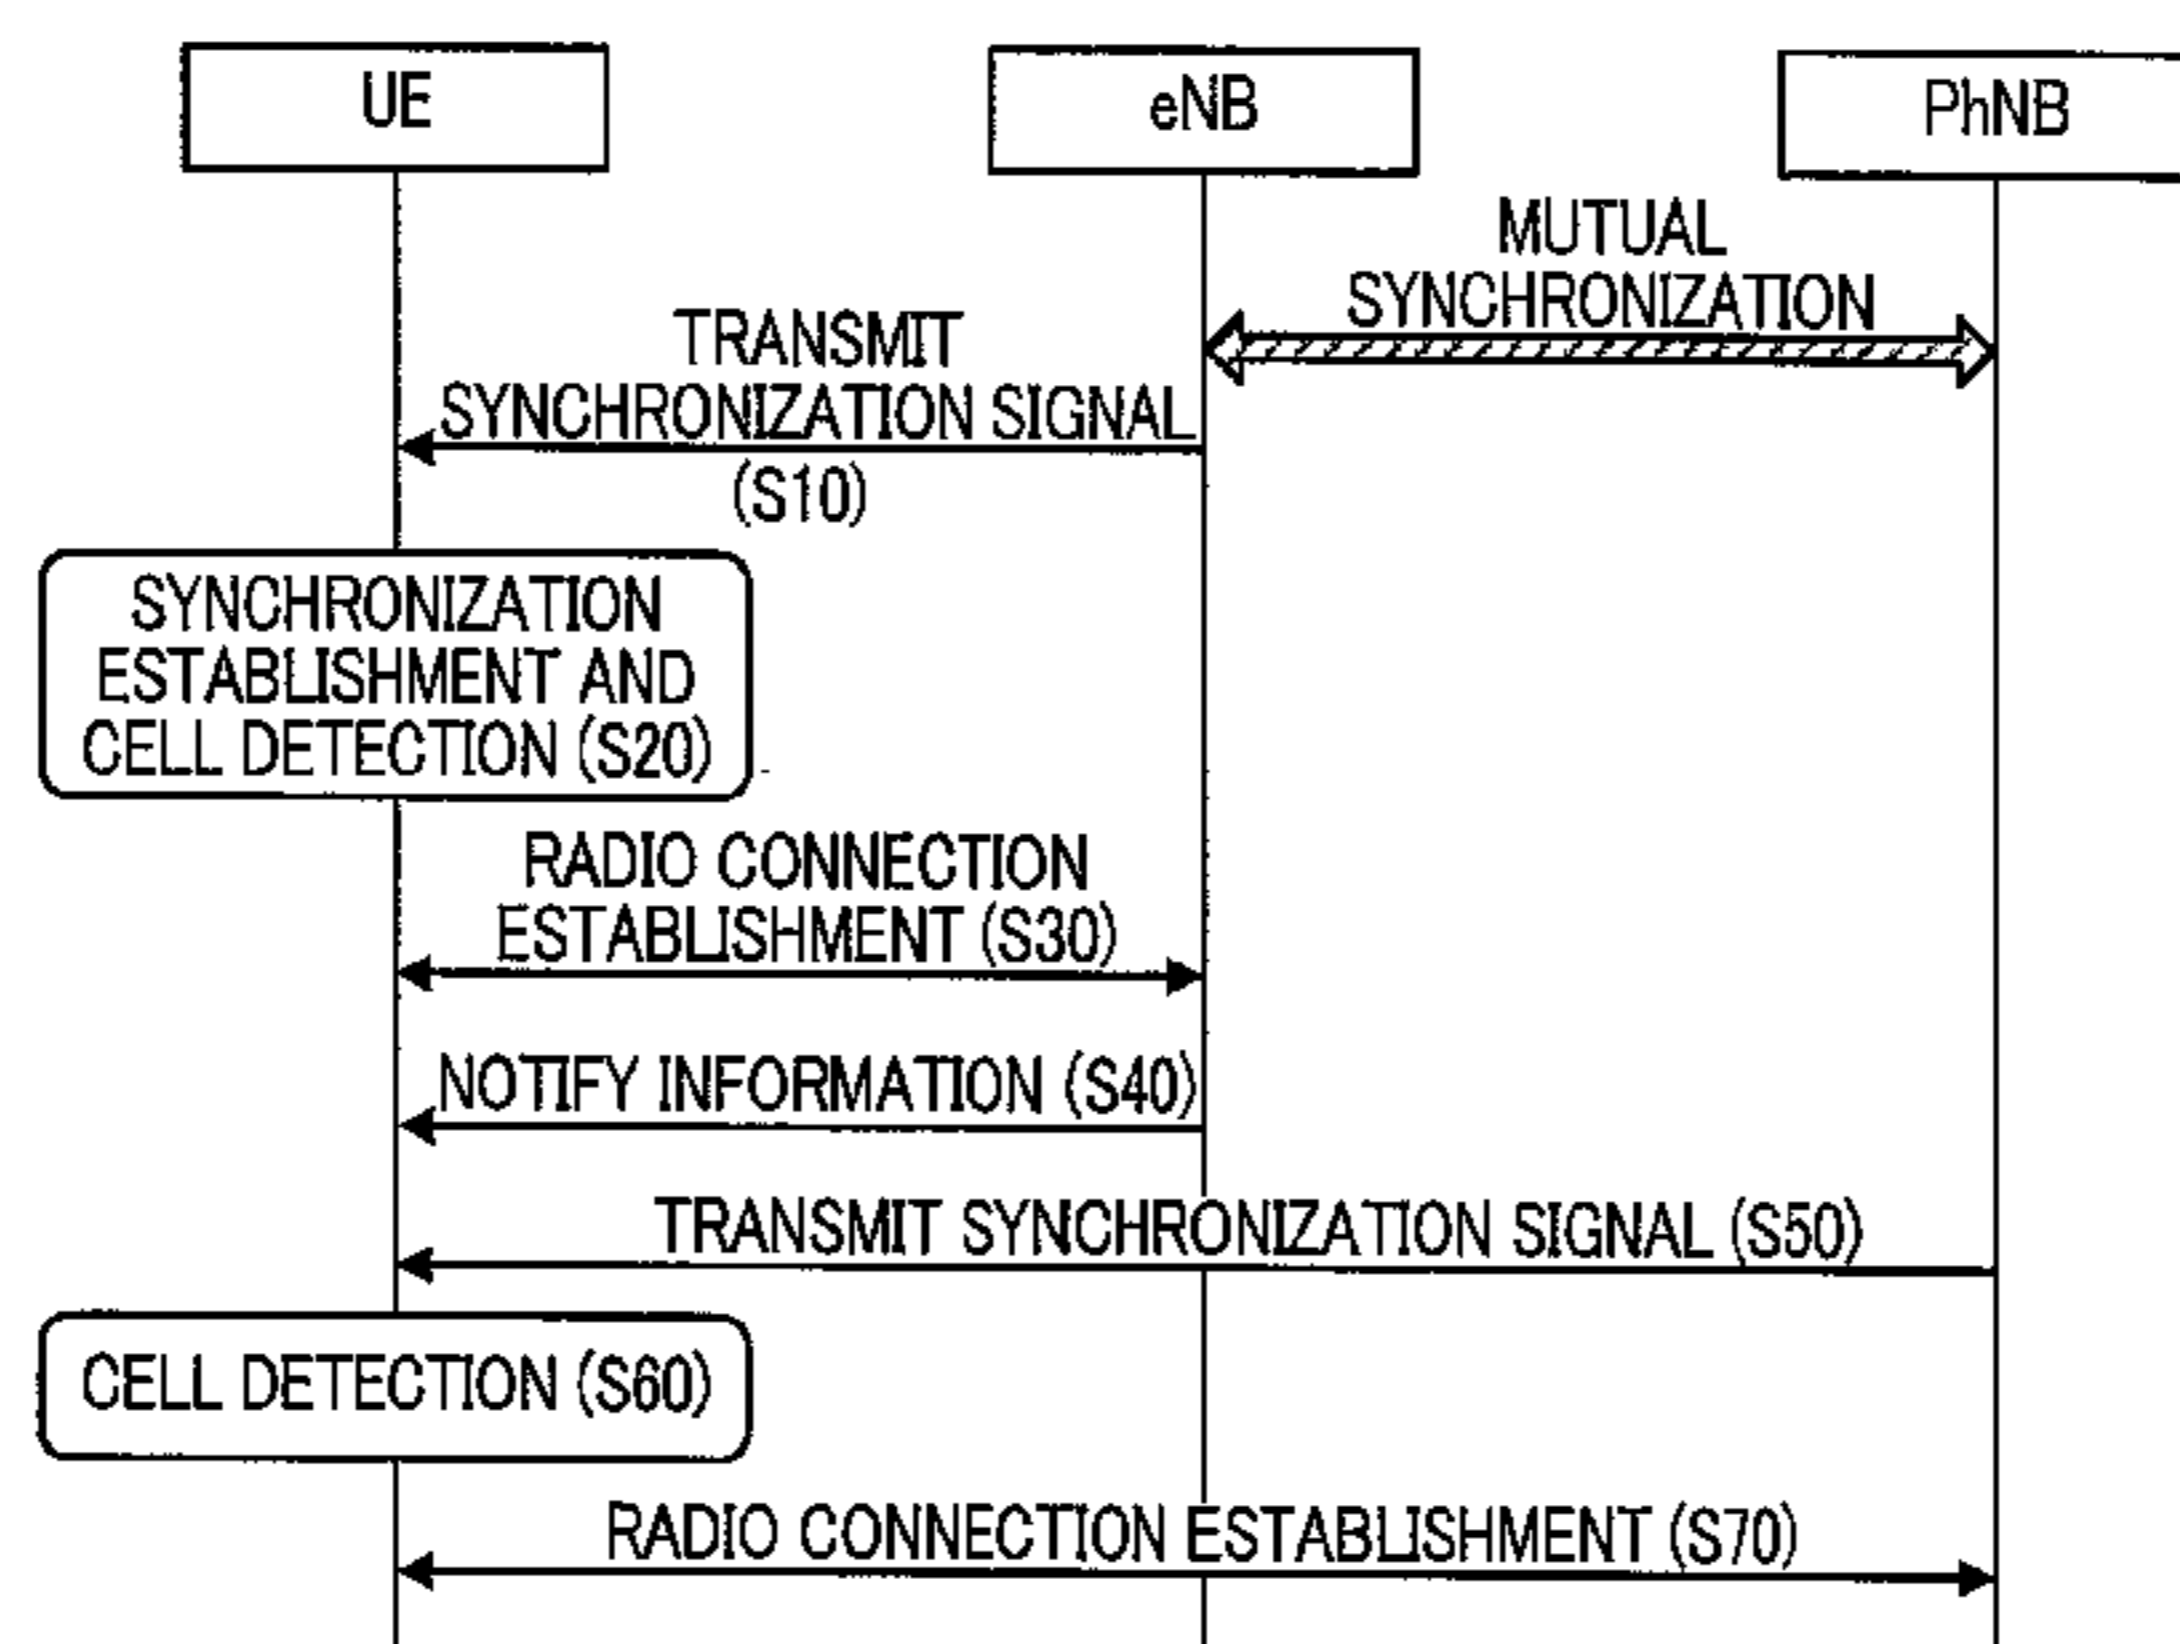 UE
eNB
PhNB
MUTUAL
SYNCHRONIZATION
TRANSMIT
SYNCHRONIZATION SIGNAL
(S10)
SYNCHRONIZATION
ESTABLISHMENT AND
CELL DETECTION (S20)
RADIO CONNECTION
ESTABLISHMENT (S30)
NOTIFY INFORMATION (S40)
TRANSMIT SYNCHRONIZATION SIGNAL (S50)
CELL DETECTION (S60)
RADIO CONNECTION ESTABLISHMENT (S70)